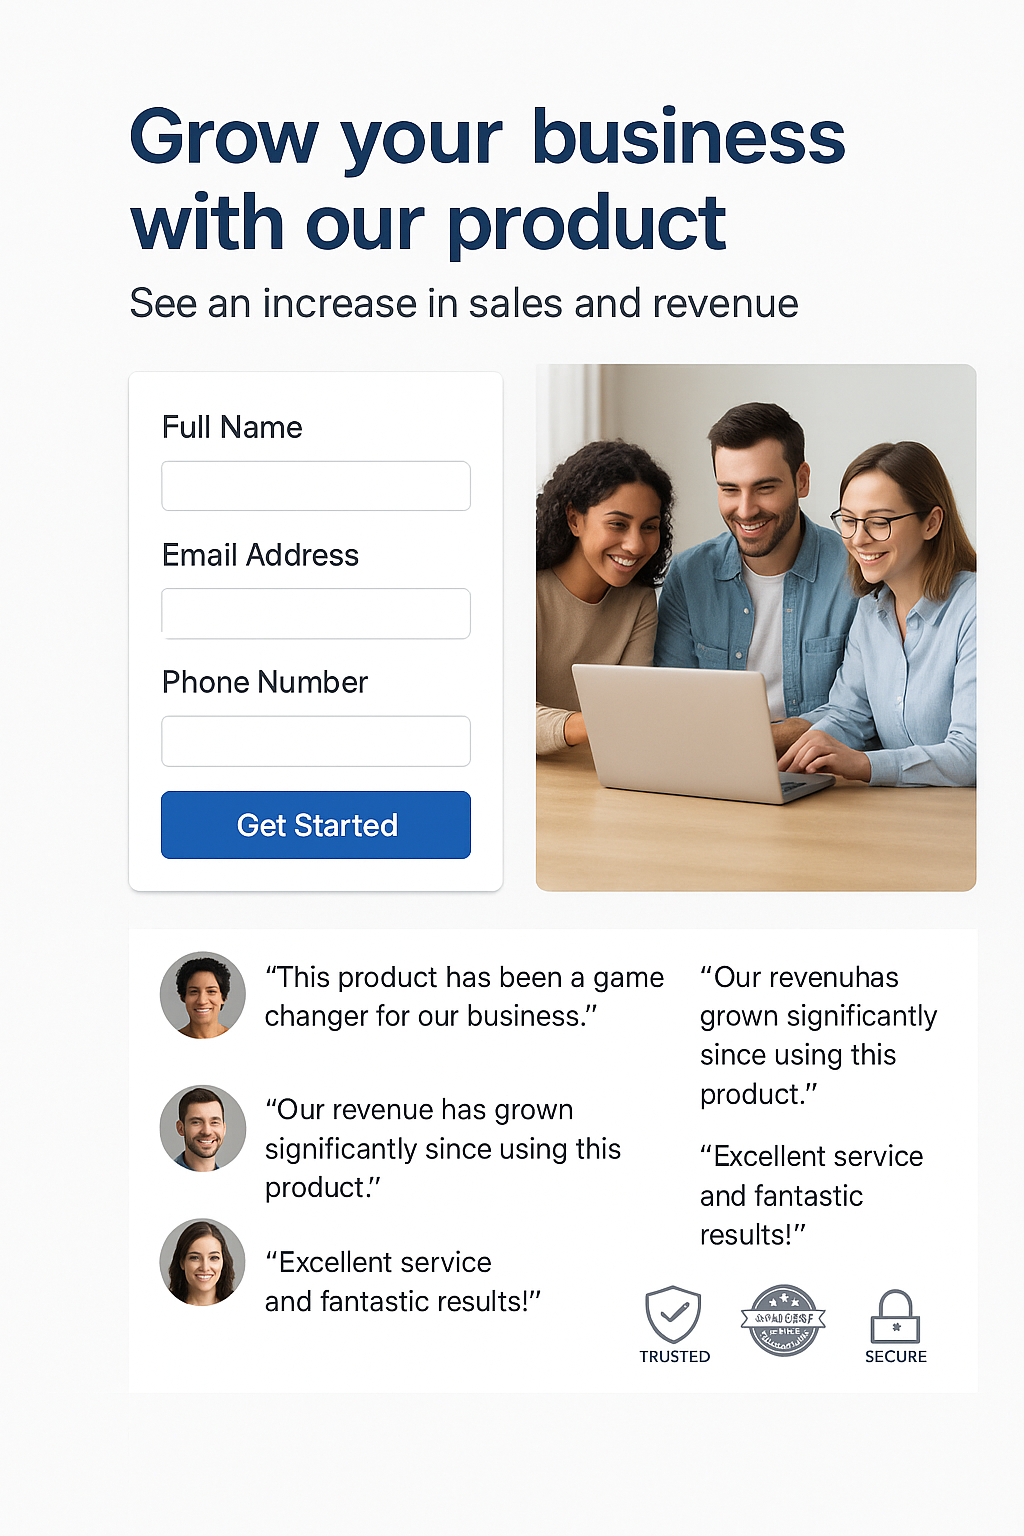 Grow your business
with our product
See an increase in sales and revenue
Full Name
Email Address
Phone Number
Get Started
“This product has been a game
changer for our business.”
“Our revenue has grown
significantly since using this
product.”
“Excellent service
and fantastic results!”
“Our revenuhas
grown significantly
since using this
product.”
“Excellent service
and fantastic
results!”
TRUSTED
SECURE